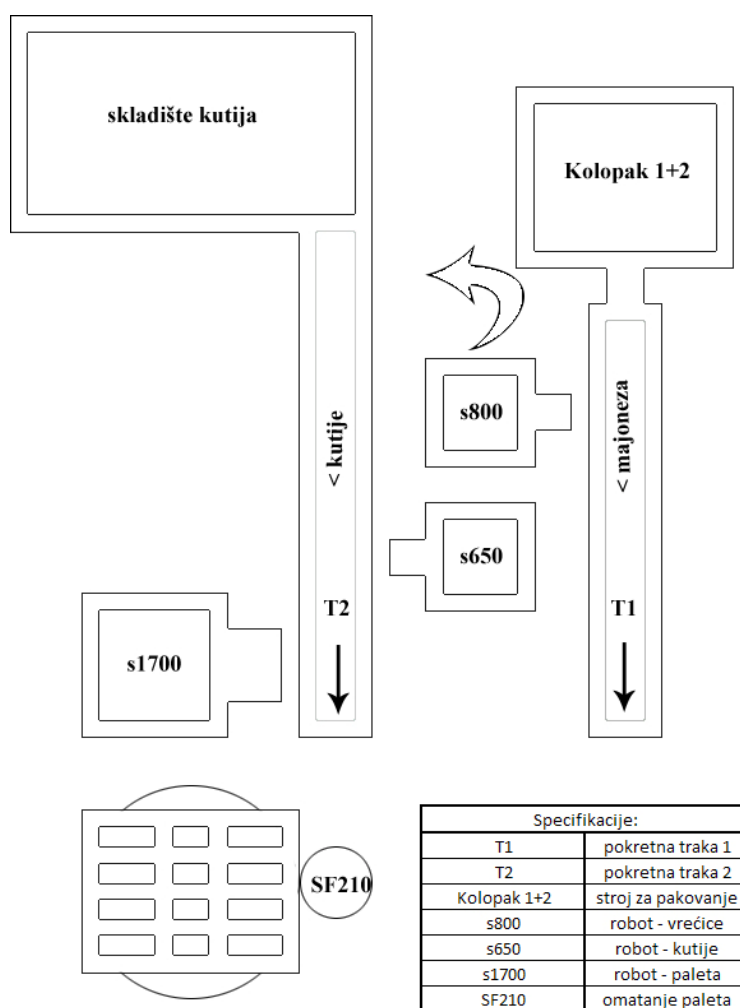 skladište kutija
Kolopak 1+2
s800
< kutije
< majoneza
s650
T2
T1
s1700
SF210
Specifikacije:
T1 pokretna traka 1
T2 pokretna traka 2
Kolopak 1+2 stroj za pakovanje
s800 robot - vrećice
s650 robot - kutije
s1700 robot - paleta
SF210 omatanje paleta